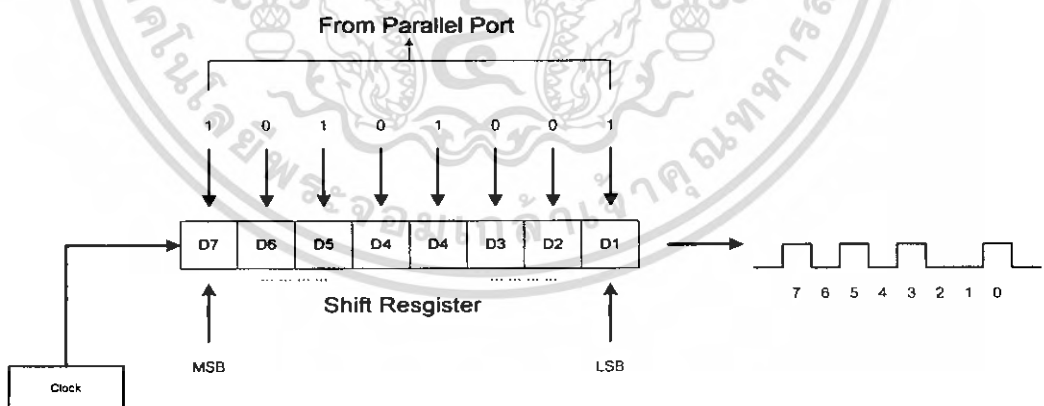 From Parallel Port
1 0 1 0 1 0 0 1
D7 D6 D5 D4 D4 D3 D2 D1
Shift Resgister
7 6 5 4 3 2 1 0
MSB LSB
Clock